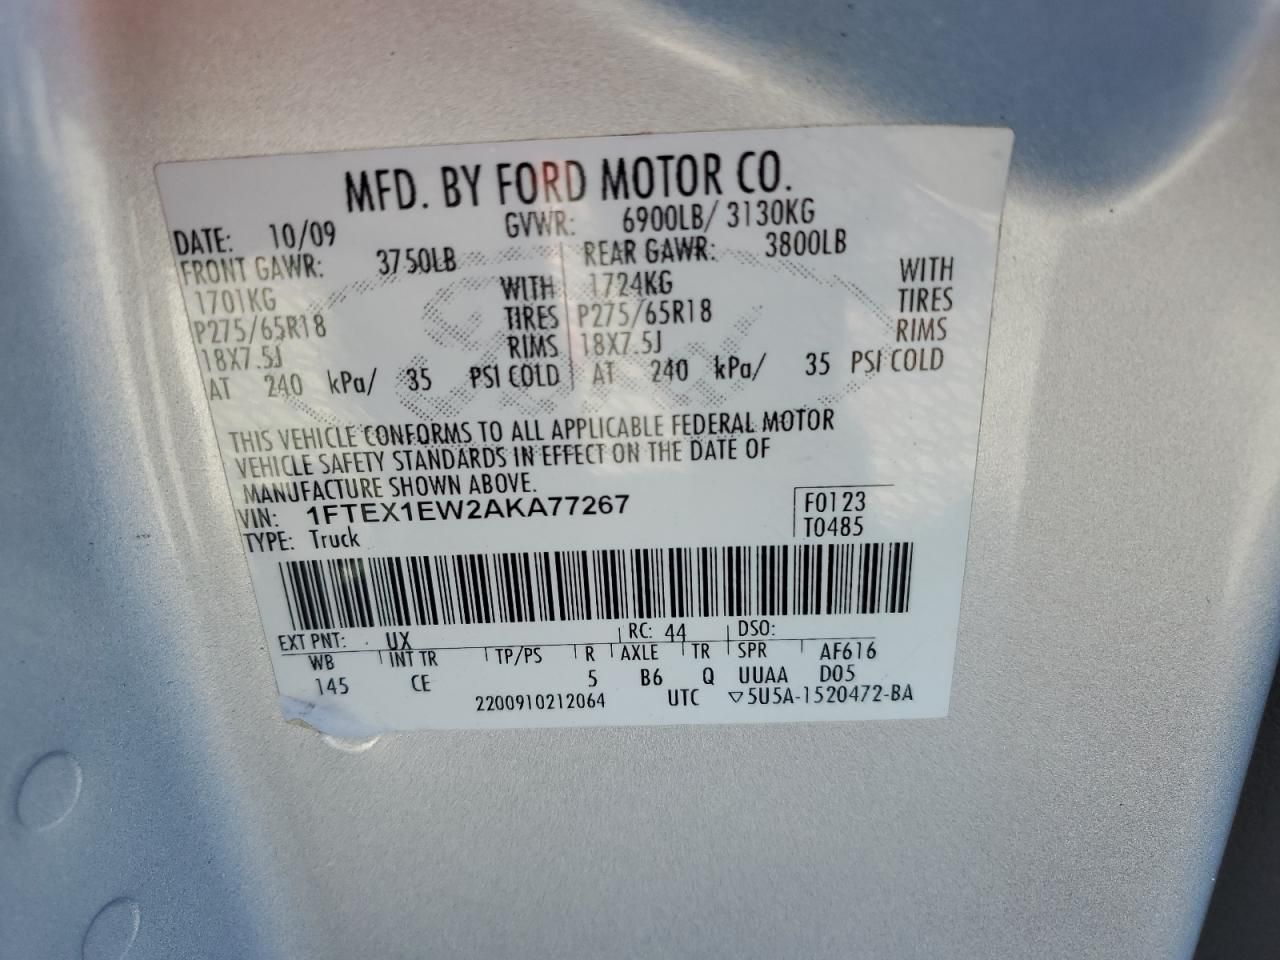 MFD. BY FORD MOTOR CO.
DATE: 10/09 GVWR: 6900LB/ 3130KG
FRONT GAWR: 3750LB REAR GAWR: 3800LB
1701KG WITH 1724KG WITH
P275/65R18 TIRES P275/65R18 TIRES
18X7.5J RIMS 18X7.5J RIMS
AT 240 kPa/ 35 PSI COLD AT 240 kPa/ 35 PSI COLD
THIS VEHICLE CONFORMS TO ALL APPLICABLE FEDERAL MOTOR
VEHICLE SAFETY STANDARDS IN EFFECT ON THE DATE OF
MANUFACTURE SHOWN ABOVE.
VIN: 1FTEX1EW2AKA77267 F0123
TYPE: Truck T0485
EXT PNT: UX RC: 44 DSO:
WB INT TR TP/PS R AXLE TR SPR AF616
145 CE 5 B6 Q UUAA D05
2200910212064 UTC ▽5U5A-1520472-BA